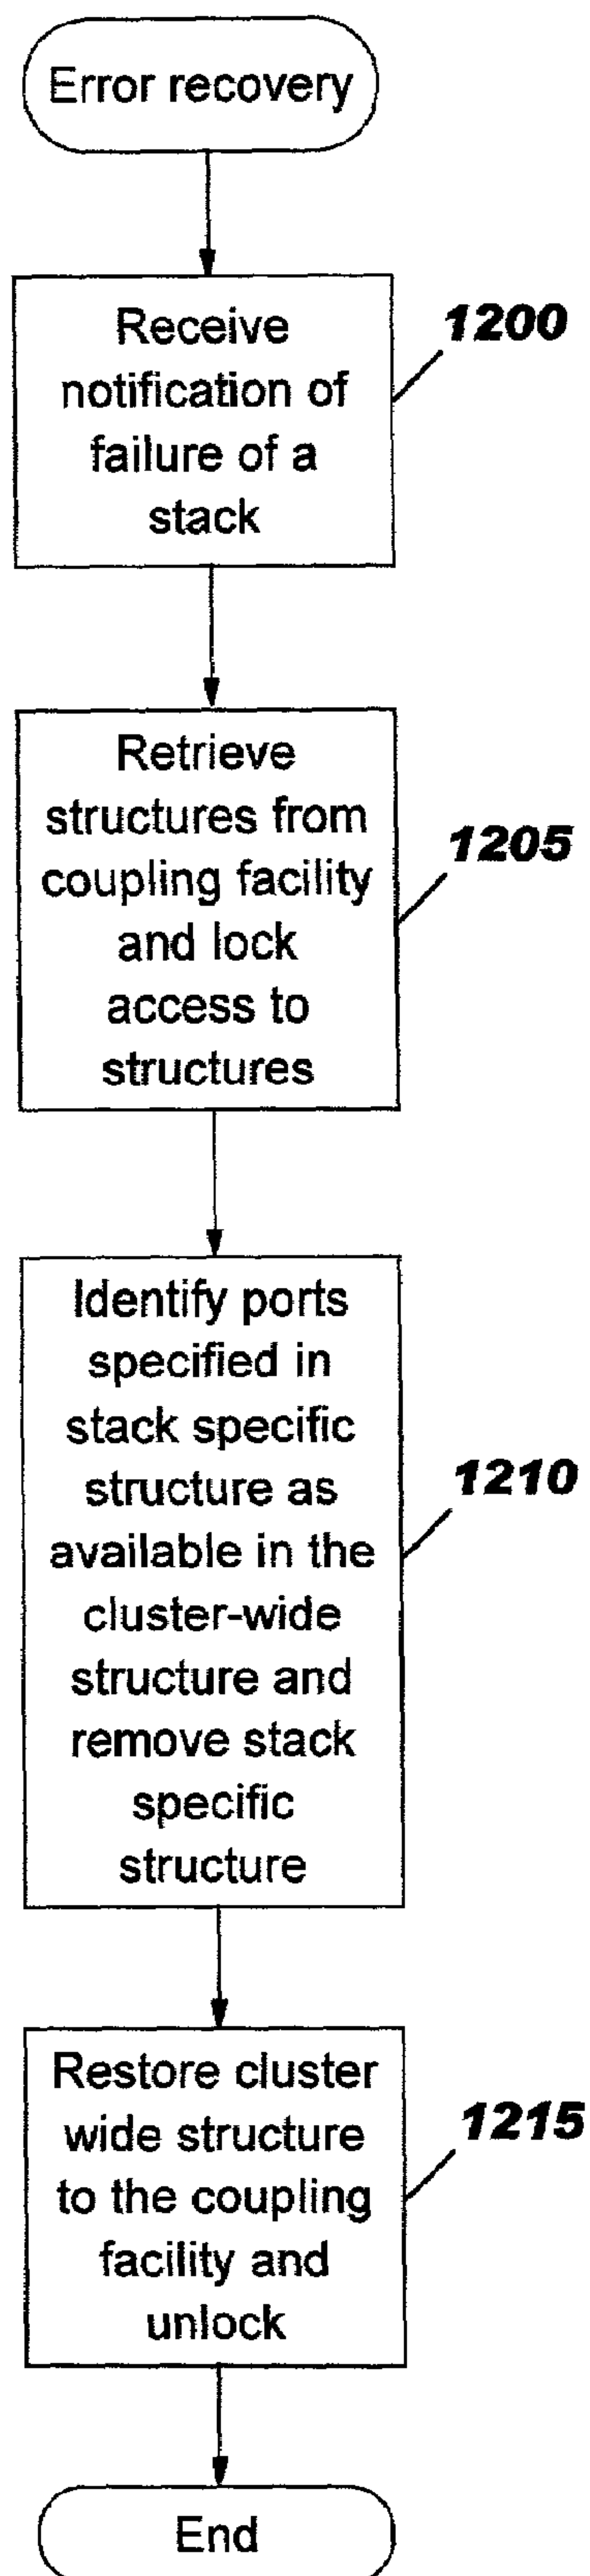 Error recovery
Receive
notification of
failure of a
stack
1200
Retrieve
structures from
coupling facility
and lock
access to
structures
1205
Identify ports
specified in
stack specific
structure as
available in the
cluster-wide
structure and
remove stack
specific
structure
1210
Restore cluster
wide structure
to the coupling
facility and
unlock
1215
End